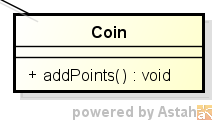 Coin
+ addPoints() : void
powered by Astah